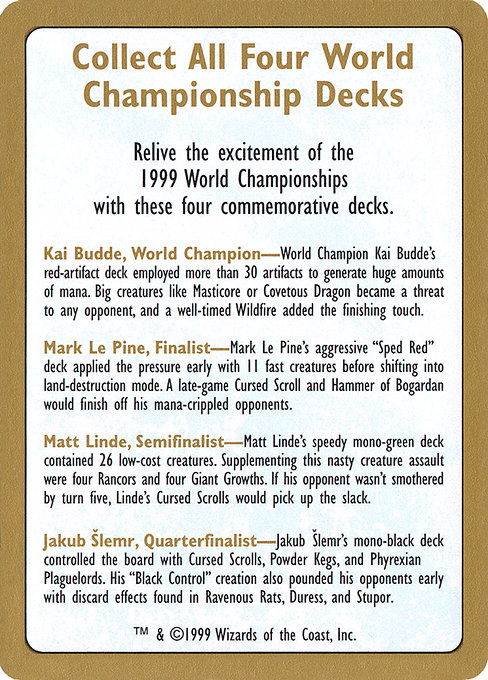 Collect All Four World
Championship Decks
Relive the excitement of the
1999 World Championships
with these four commemorative decks.
Kai Budde, World Champion—World Champion Kai Budde's
red-artifact deck employed more than 30 artifacts to generate huge amounts
of mana. Big creatures like Masticore or Covetous Dragon became a threat
to any opponent, and a well-timed Wildfire added the finishing touch.
Mark Le Pine, Finalist—Mark Le Pine's aggressive “Sped Red”
deck applied the pressure early with 11 fast creatures before shifting into
land-destruction mode. A late-game Cursed Scroll and Hammer of Bogardan
would finish off his mana-crippled opponents.
Matt Linde, Semifinalist—Matt Linde's speedy mono-green deck
contained 26 low-cost creatures. Supplementing this nasty creature assault
were four Rancors and four Giant Growths. If his opponent wasn't smothered
by turn five, Linde's Cursed Scrolls would pick up the slack.
Jakub Šlemr, Quarterfinalist—Jakub Šlemr's mono-black deck
controlled the board with Cursed Scrolls, Powder Kegs, and Phyrexian
Plaguelords. His “Black Control” creation also pounded his opponents early
with discard effects found in Ravenous Rats, Duress, and Stupor.
™ & ©1999 Wizards of the Coast, Inc.